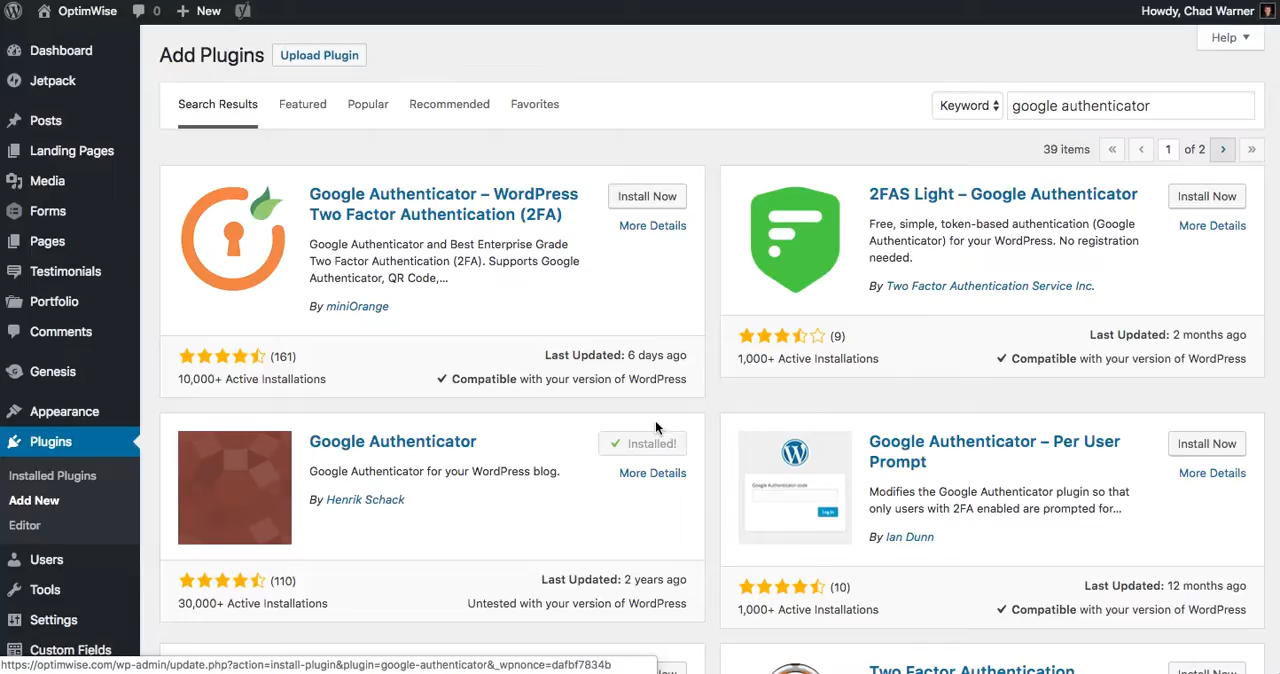 OptimWise
0
New
Howdy, Chad Warner
Dashboard
Jetpack
Posts
Landing Pages
Media
Forms
Pages
Testimonials
Portfolio
Comments
Genesis
Appearance
Plugins
Installed Plugins
Add New
Editor
Users
Tools
Settings
Custom Fields
Help
Add Plugins
Upload Plugin
Search Results
Featured
Popular
Recommended
Favorites
Keyword
google authenticator
39 items
«
‹
1
of 2
›
»
Google Authenticator – WordPress
Two Factor Authentication (2FA)
Install Now
More Details
Google Authenticator and Best Enterprise Grade
Two Factor Authentication (2FA). Supports Google
Authenticator, QR Code,...
By miniOrange
(161)
Last Updated: 6 days ago
10,000+ Active Installations
Compatible with your version of WordPress
2FAS Light – Google Authenticator
Install Now
More Details
Free, simple, token-based authentication (Google
Authenticator) for your WordPress. No registration
needed.
By Two Factor Authentication Service Inc.
(9)
Last Updated: 2 months ago
1,000+ Active Installations
Compatible with your version of WordPress
Google Authenticator
Installed!
More Details
Google Authenticator for your WordPress blog.
By Henrik Schack
(110)
Last Updated: 2 years ago
30,000+ Active Installations
Untested with your version of WordPress
Google Authenticator – Per User
Prompt
Install Now
More Details
Google Authenticator code
Log In
Modifies the Google Authenticator plugin so that
only users with 2FA enabled are prompted for...
By Ian Dunn
(10)
Last Updated: 12 months ago
1,000+ Active Installations
Compatible with your version of WordPress
Two Factor Authentication
Install Now
https://optimwise.com/wp-admin/update.php?action=install-plugin&plugin=google-authenticator&_wpnonce=dafbf7834b